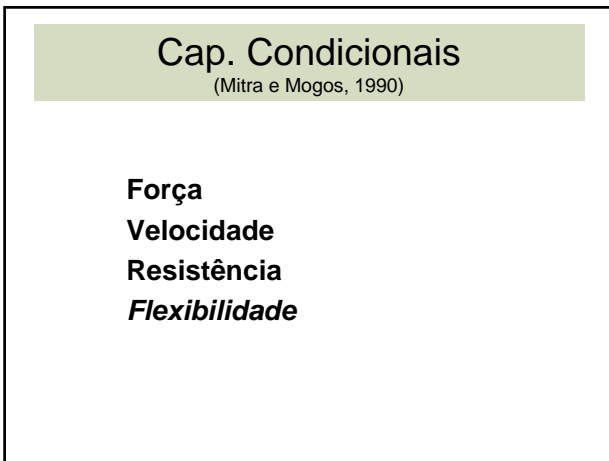 Cap. Condicionais
(Mitra e Mogos, 1990)
Força
Velocidade
Resistência
Flexibilidade